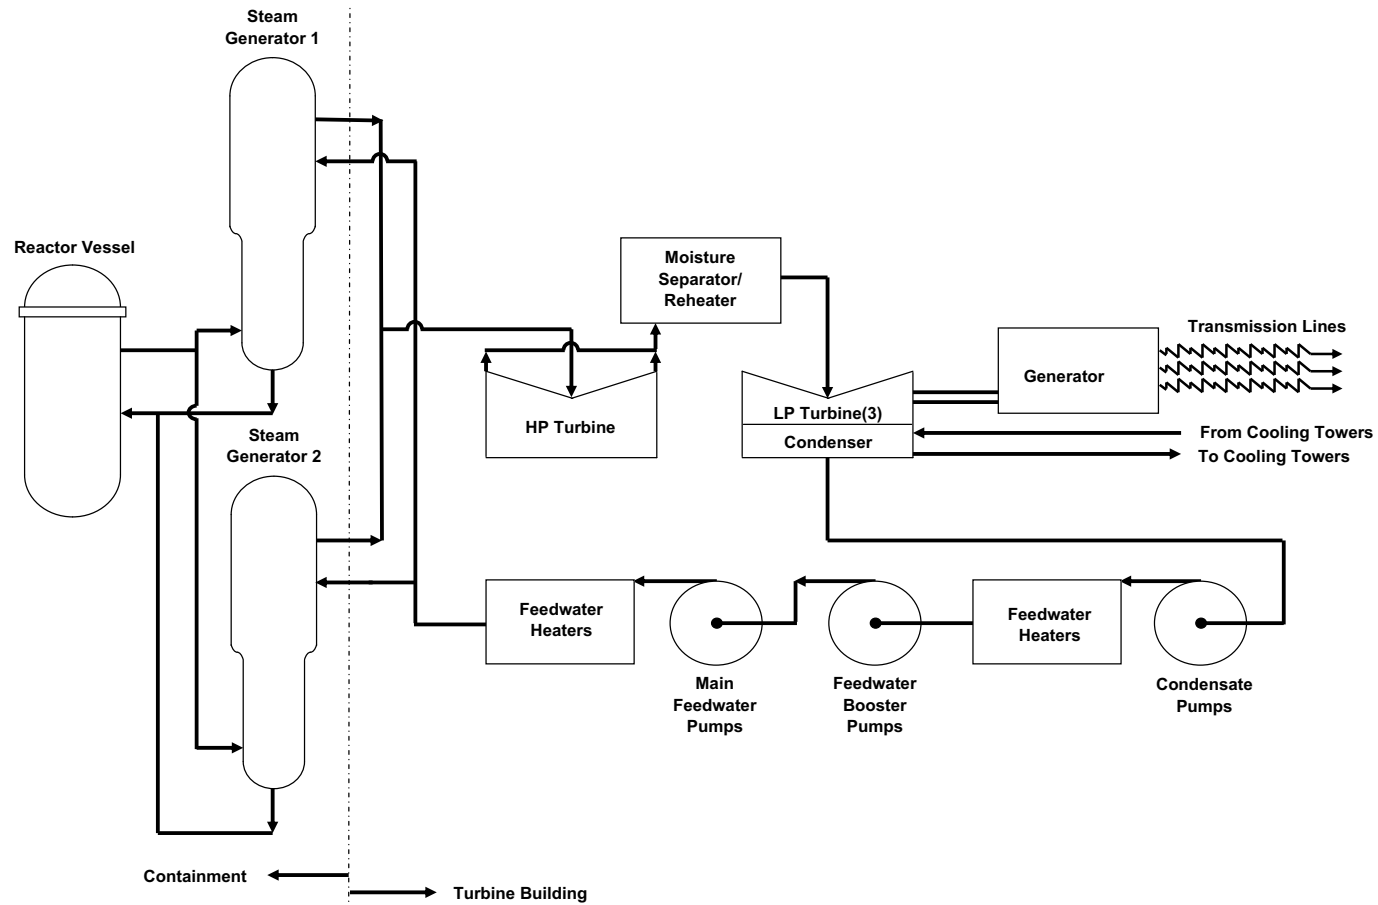 Steam
Generator 1
Reactor Vessel
Moisture
Separator/
Reheater
Transmission Lines
Generator
HP Turbine
LP Turbine(3)
Condenser
From Cooling Towers
To Cooling Towers
Steam
Generator 2
Feedwater
Heaters
Main
Feedwater
Pumps
Feedwater
Booster
Pumps
Feedwater
Heaters
Condensate
Pumps
Containment
Turbine Building